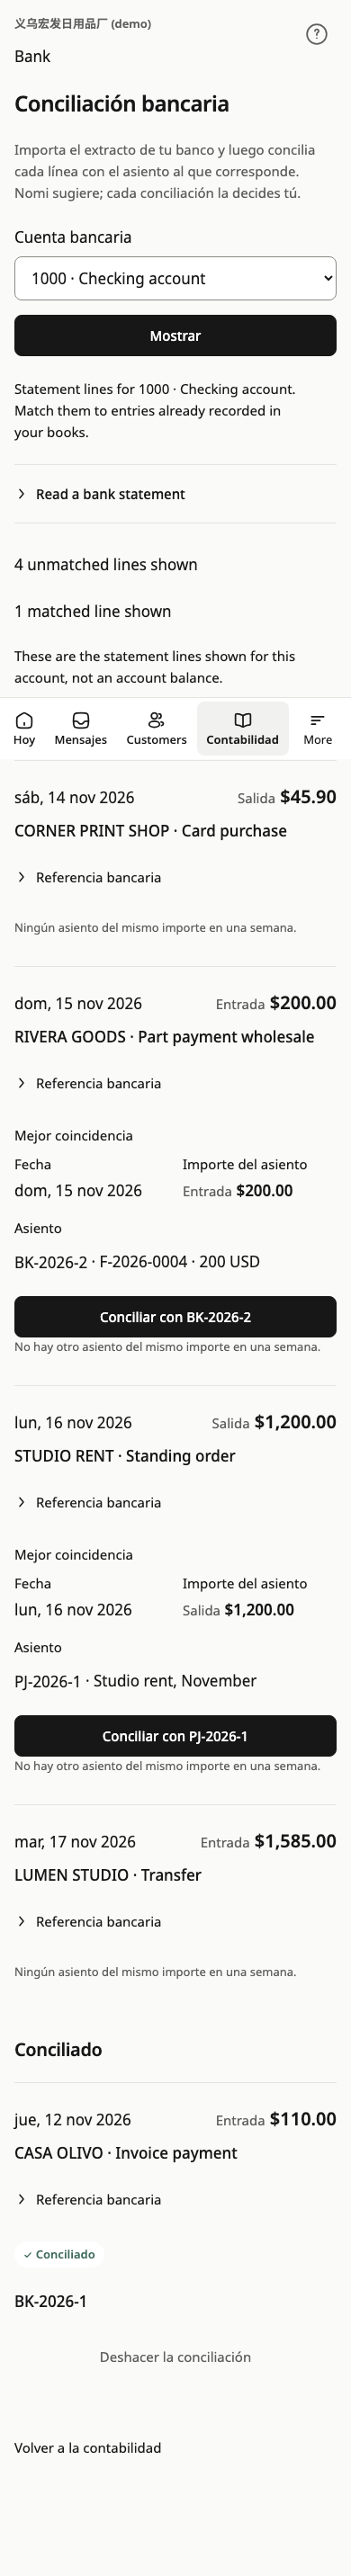 义乌宏发日用品厂 (demo)
Bank
Conciliación bancaria
Importa el extracto de tu banco y luego concilia
cada línea con el asiento al que corresponde.
Nomi sugiere; cada conciliación la decides tú.
Cuenta bancaria
1000 · Checking account
Mostrar
Statement lines for 1000 · Checking account.
Match them to entries already recorded in
your books.
Read a bank statement
4 unmatched lines shown
1 matched line shown
These are the statement lines shown for this
account, not an account balance.
Hoy Mensajes Customers Contabilidad More
sáb, 14 nov 2026 Salida $45.90
CORNER PRINT SHOP · Card purchase
Referencia bancaria
Ningún asiento del mismo importe en una semana.
dom, 15 nov 2026 Entrada $200.00
RIVERA GOODS · Part payment wholesale
Referencia bancaria
Mejor coincidencia
Fecha Importe del asiento
dom, 15 nov 2026 Entrada $200.00
Asiento
BK-2026-2 · F-2026-0004 · 200 USD
Conciliar con BK-2026-2
No hay otro asiento del mismo importe en una semana.
lun, 16 nov 2026 Salida $1,200.00
STUDIO RENT · Standing order
Referencia bancaria
Mejor coincidencia
Fecha Importe del asiento
lun, 16 nov 2026 Salida $1,200.00
Asiento
PJ-2026-1 · Studio rent, November
Conciliar con PJ-2026-1
No hay otro asiento del mismo importe en una semana.
mar, 17 nov 2026 Entrada $1,585.00
LUMEN STUDIO · Transfer
Referencia bancaria
Ningún asiento del mismo importe en una semana.
Conciliado
jue, 12 nov 2026 Entrada $110.00
CASA OLIVO · Invoice payment
Referencia bancaria
✓ Conciliado
BK-2026-1
Deshacer la conciliación
Volver a la contabilidad